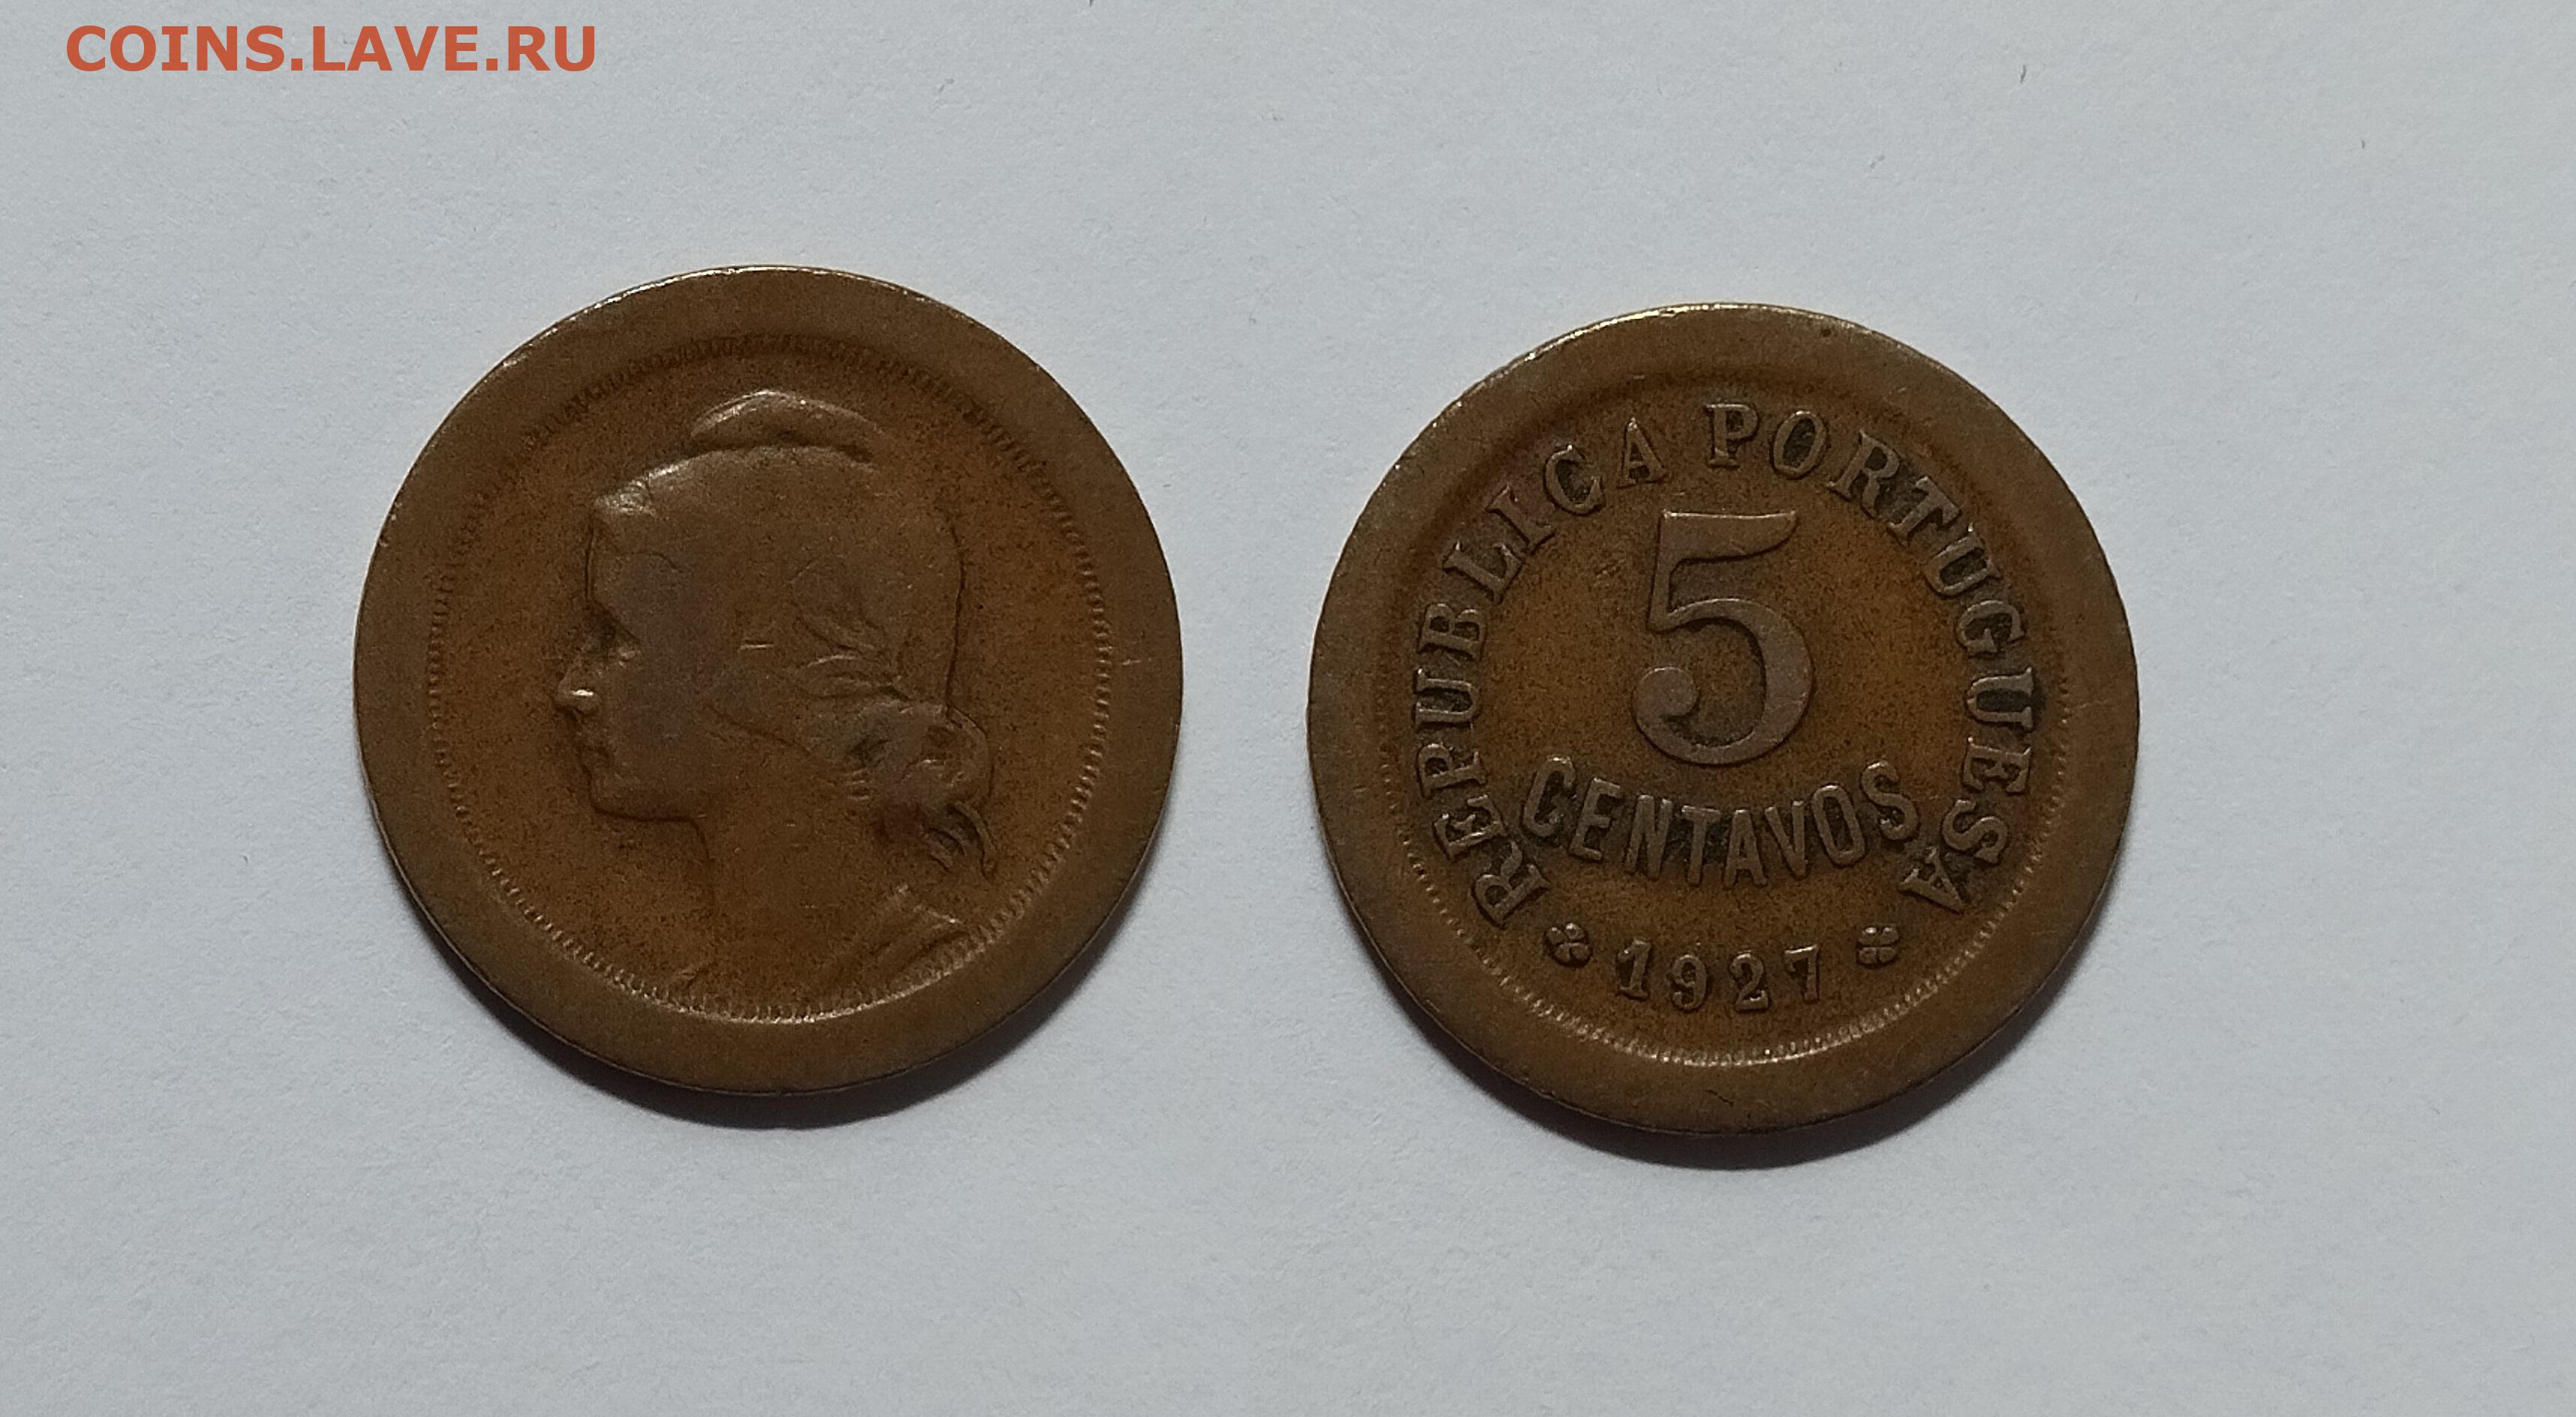 COINS.LAVE.RU
REPUBLICA PORTUGUESA
5
CENTAVOS
1927